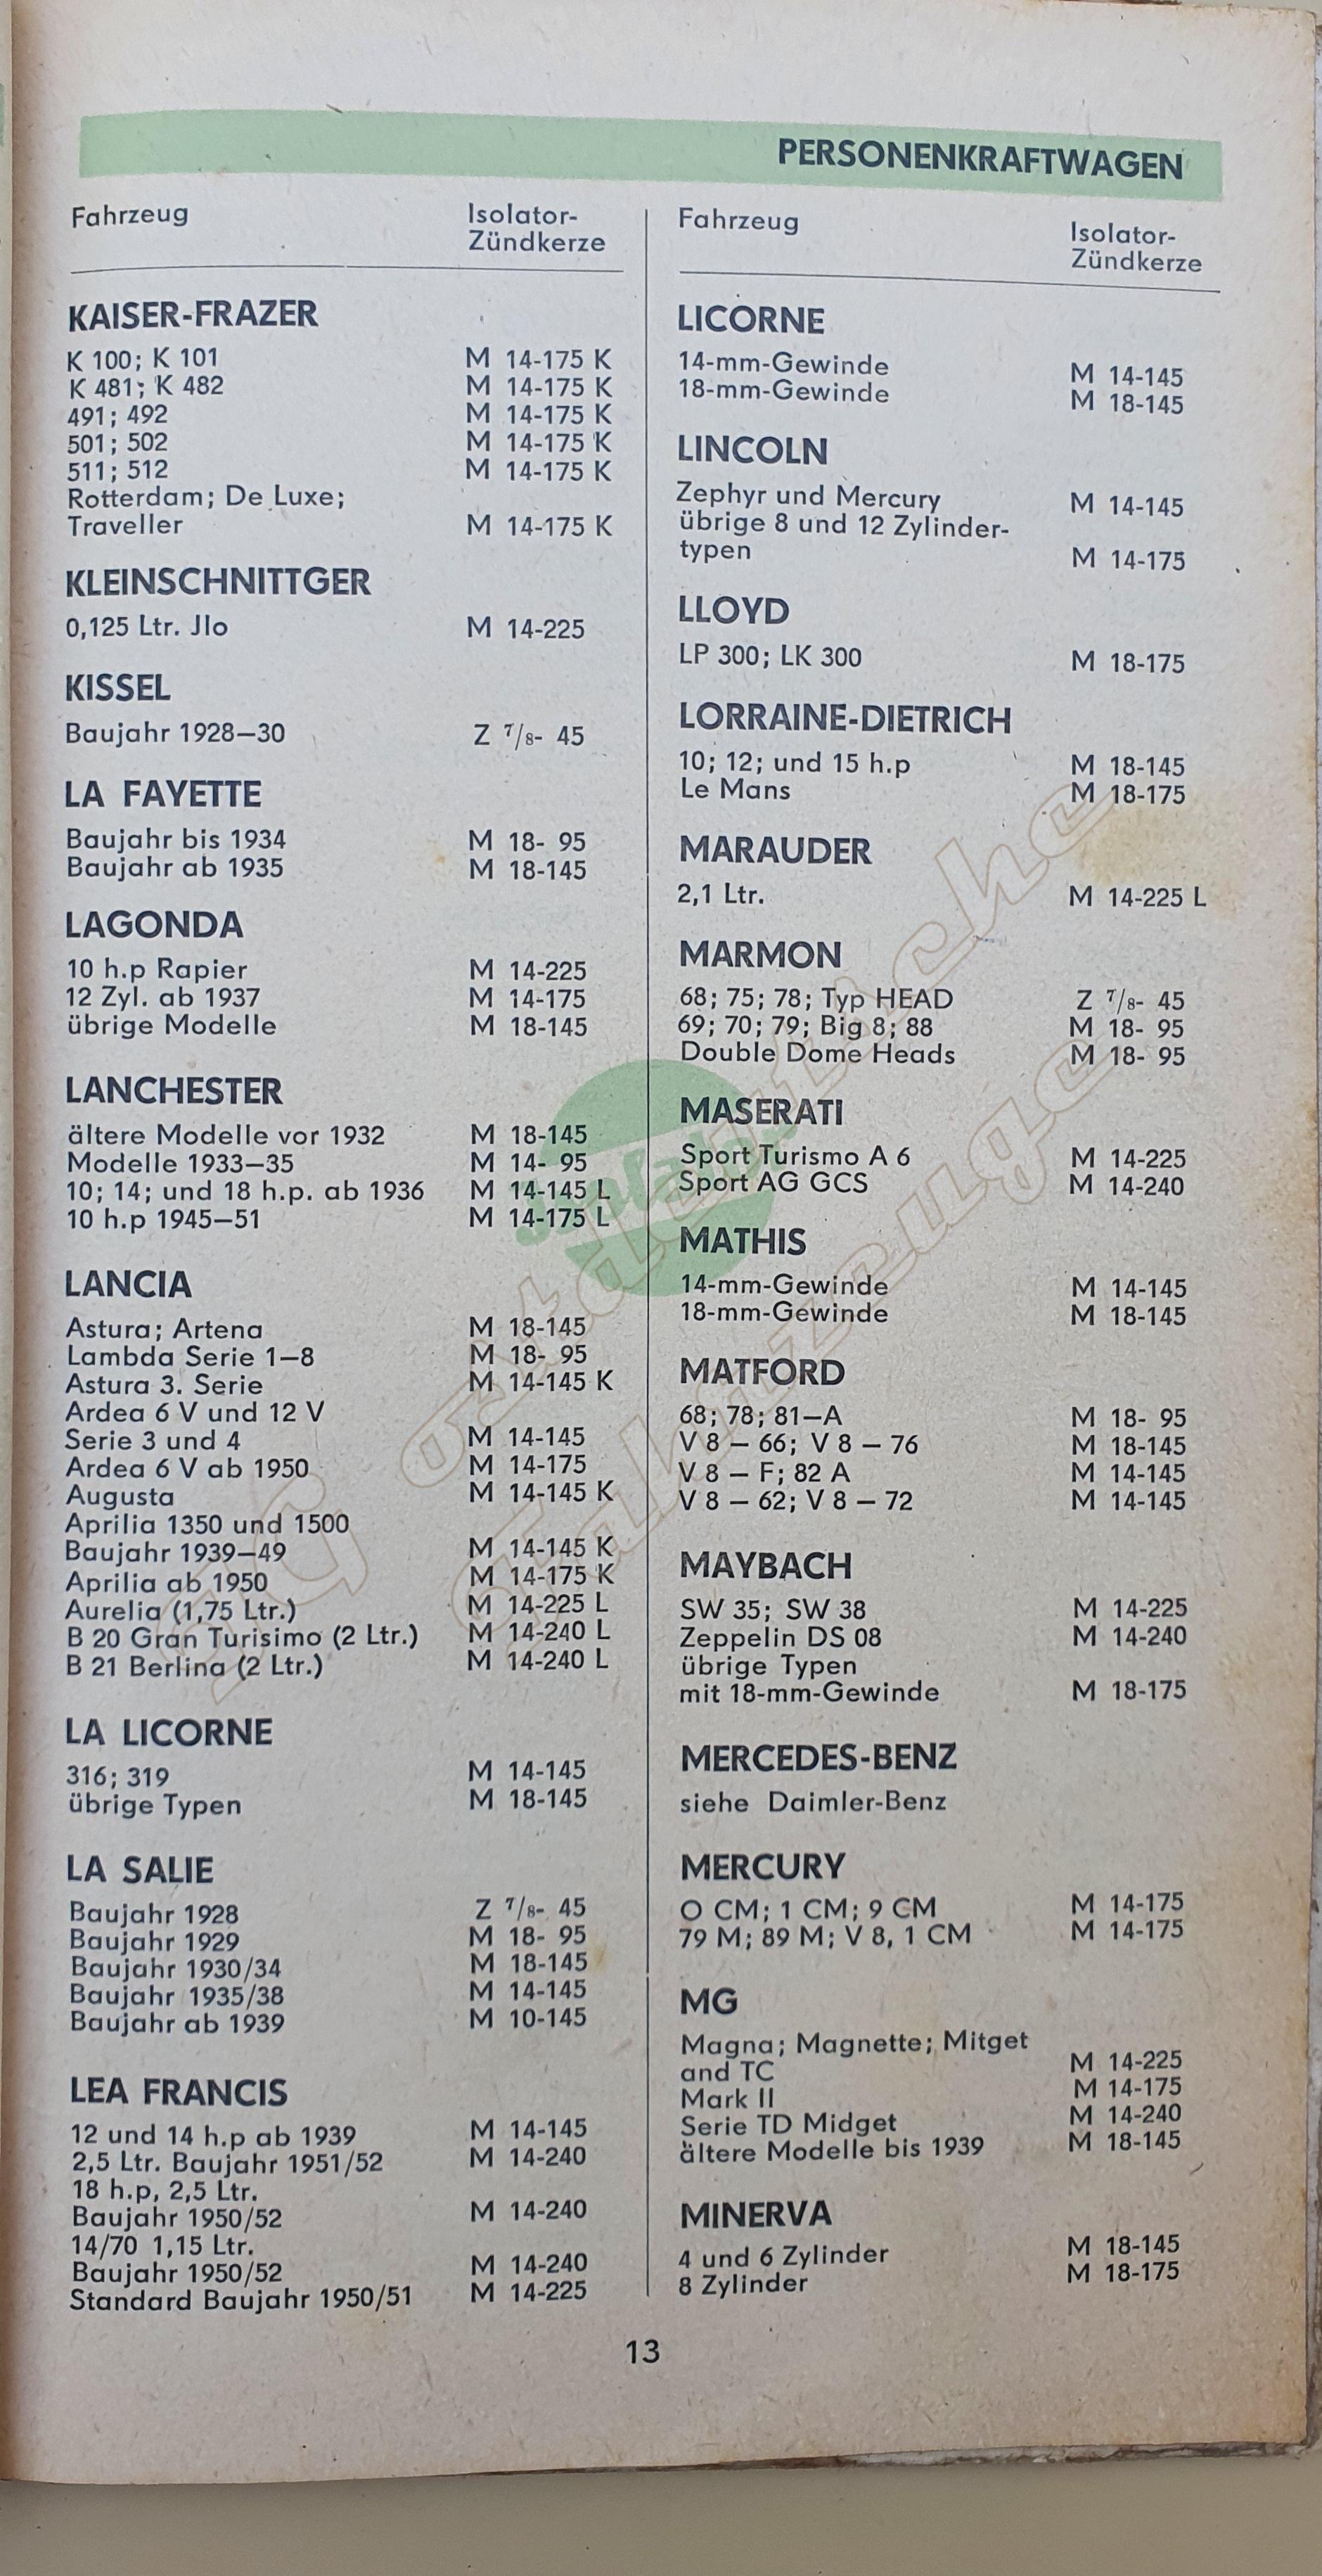 PERSONENKRAFTWAGEN
Fahrzeug Isolator-
Zündkerze
KAISER-FRAZER
K 100; K 101 M 14-175 K
K 481; K 482 M 14-175 K
491; 492 M 14-175 K
501; 502 M 14-175 K
511; 512 M 14-175 K
Rotterdam; De Luxe;
Traveller M 14-175 K
KLEINSCHNITTGER
0,125 Ltr. Jlo M 14-225
KISSEL
Baujahr 1928—30 Z 7/8- 45
LA FAYETTE
Baujahr bis 1934 M 18- 95
Baujahr ab 1935 M 18-145
LAGONDA
10 h.p Rapier M 14-225
12 Zyl. ab 1937 M 14-175
übrige Modelle M 18-145
LANCHESTER
ältere Modelle vor 1932 M 18-145
Modelle 1933—35 M 14- 95
10; 14; und 18 h.p. ab 1936 M 14-145 L
10 h.p 1945—51 M 14-175 L
LANCIA
Astura; Artena M 18-145
Lambda Serie 1—8 M 18- 95
Astura 3. Serie M 14-145 K
Ardea 6 V und 12 V
Serie 3 und 4 M 14-145
Ardea 6 V ab 1950 M 14-175
Augusta M 14-145 K
Aprilia 1350 und 1500
Baujahr 1939—49 M 14-145 K
Aprilia ab 1950 M 14-175 K
Aurelia (1,75 Ltr.) M 14-225 L
B 20 Gran Turisimo (2 Ltr.) M 14-240 L
B 21 Berlina (2 Ltr.) M 14-240 L
LA LICORNE
316; 319 M 14-145
übrige Typen M 18-145
LA SALIE
Baujahr 1928 Z 7/8- 45
Baujahr 1929 M 18- 95
Baujahr 1930/34 M 18-145
Baujahr 1935/38 M 14-145
Baujahr ab 1939 M 10-145
LEA FRANCIS
12 und 14 h.p ab 1939 M 14-145
2,5 Ltr. Baujahr 1951/52 M 14-240
18 h.p, 2,5 Ltr.
Baujahr 1950/52 M 14-240
14/70 1,15 Ltr.
Baujahr 1950/52 M 14-240
Standard Baujahr 1950/51 M 14-225
Fahrzeug Isolator-
Zündkerze
LICORNE
14-mm-Gewinde M 14-145
18-mm-Gewinde M 18-145
LINCOLN
Zephyr und Mercury M 14-145
übrige 8 und 12 Zylinder-
typen M 14-175
LLOYD
LP 300; LK 300 M 18-175
LORRAINE-DIETRICH
10; 12; und 15 h.p M 18-145
Le Mans M 18-175
MARAUDER
2,1 Ltr. M 14-225 L
MARMON
68; 75; 78; Typ HEAD Z 7/8- 45
69; 70; 79; Big 8; 88 M 18- 95
Double Dome Heads M 18- 95
MASERATI
Sport Turismo A 6 M 14-225
Sport AG GCS M 14-240
MATHIS
14-mm-Gewinde M 14-145
18-mm-Gewinde M 18-145
MATFORD
68; 78; 81—A M 18- 95
V 8 — 66; V 8 — 76 M 18-145
V 8 — F; 82 A M 14-145
V 8 — 62; V 8 — 72 M 14-145
MAYBACH
SW 35; SW 38 M 14-225
Zeppelin DS 08 M 14-240
übrige Typen
mit 18-mm-Gewinde M 18-175
MERCEDES-BENZ
siehe Daimler-Benz
MERCURY
O CM; 1 CM; 9 CM M 14-175
79 M; 89 M; V 8, 1 CM M 14-175
MG
Magna; Magnette; Mitget
and TC M 14-225
Mark II M 14-175
Serie TD Midget M 14-240
ältere Modelle bis 1939 M 18-145
MINERVA
4 und 6 Zylinder M 18-145
8 Zylinder M 18-175
13
Isolator
IG ostdeutsche
Fahrzeuge